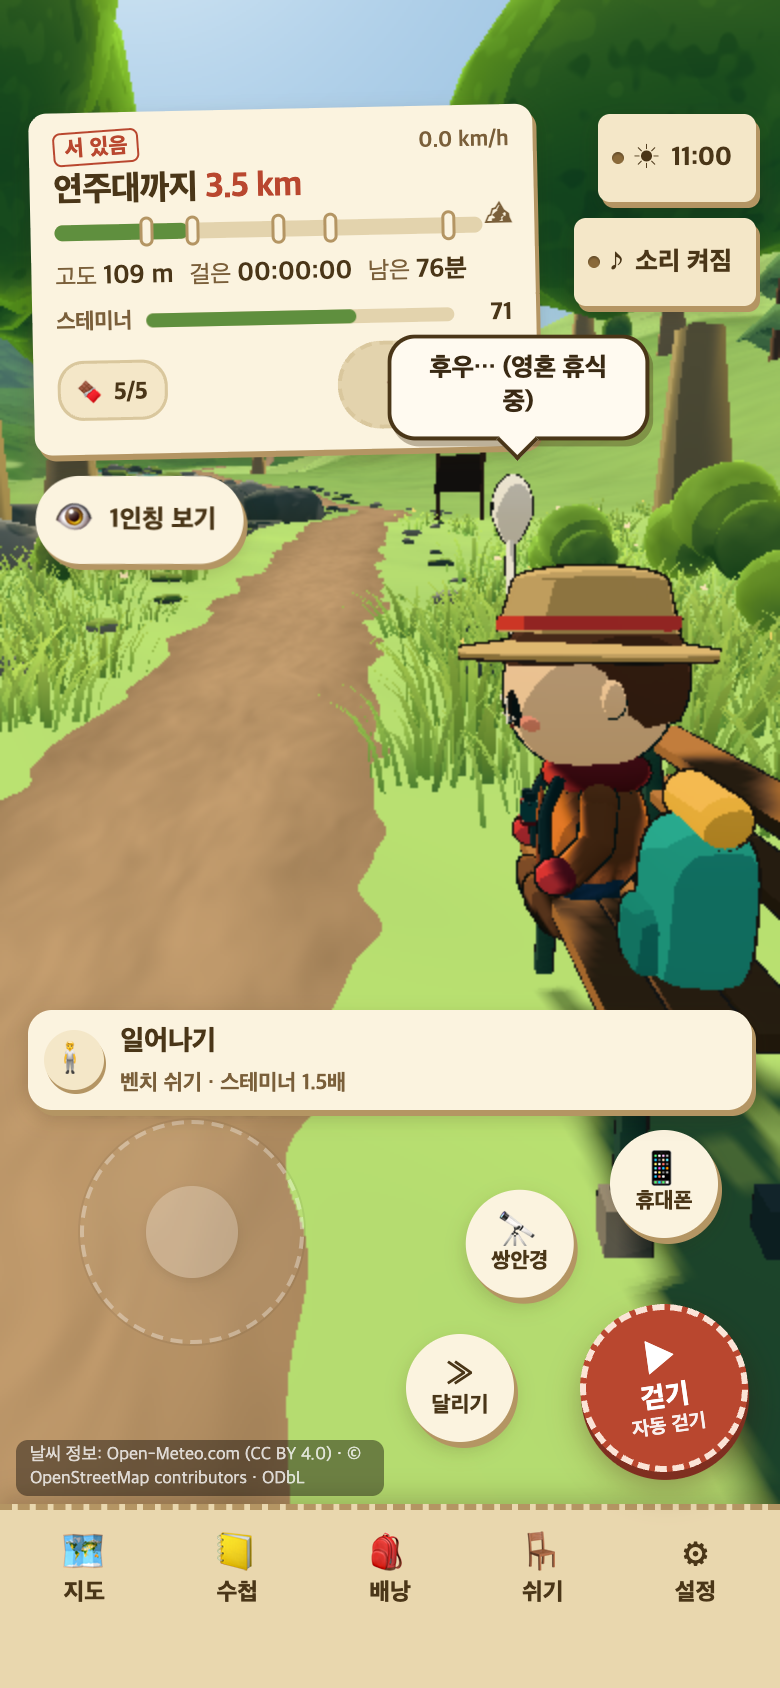 서 있음
0.0 km/h
연주대까지 3.5 km
고도 109 m 걸은 00:00:00 남은 76분
스테미너 71
5/5
11:00
♪ 소리 켜짐
후우… (영혼 휴식
중)
1인칭 보기
일어나기
벤치 쉬기 · 스테미너 1.5배
휴대폰
쌍안경
달리기
걷기
자동 걷기
날씨 정보: Open-Meteo.com (CC BY 4.0) · ©
OpenStreetMap contributors · ODbL
지도
수첩
배낭
쉬기
설정